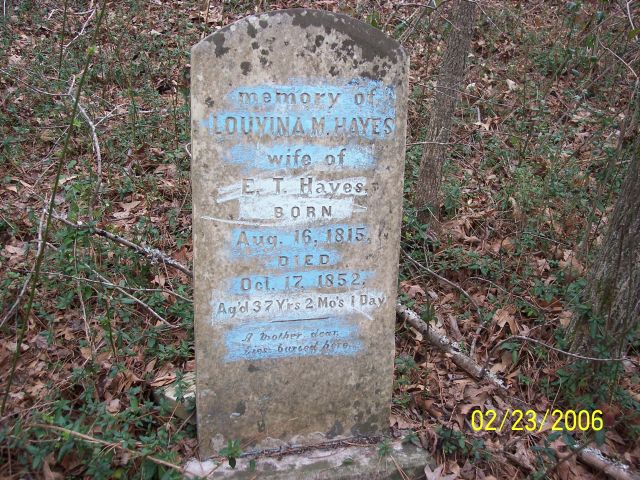 memory of
LOUVINA M. HAYES
wife of
E. T. Hayes.
BORN
Aug. 16, 1815,
DIED
Oct. 17, 1852,
Ag'd 37 Yrs 2 Mo's 1 Day
A mother dear
lies buried here.
02/23/2006